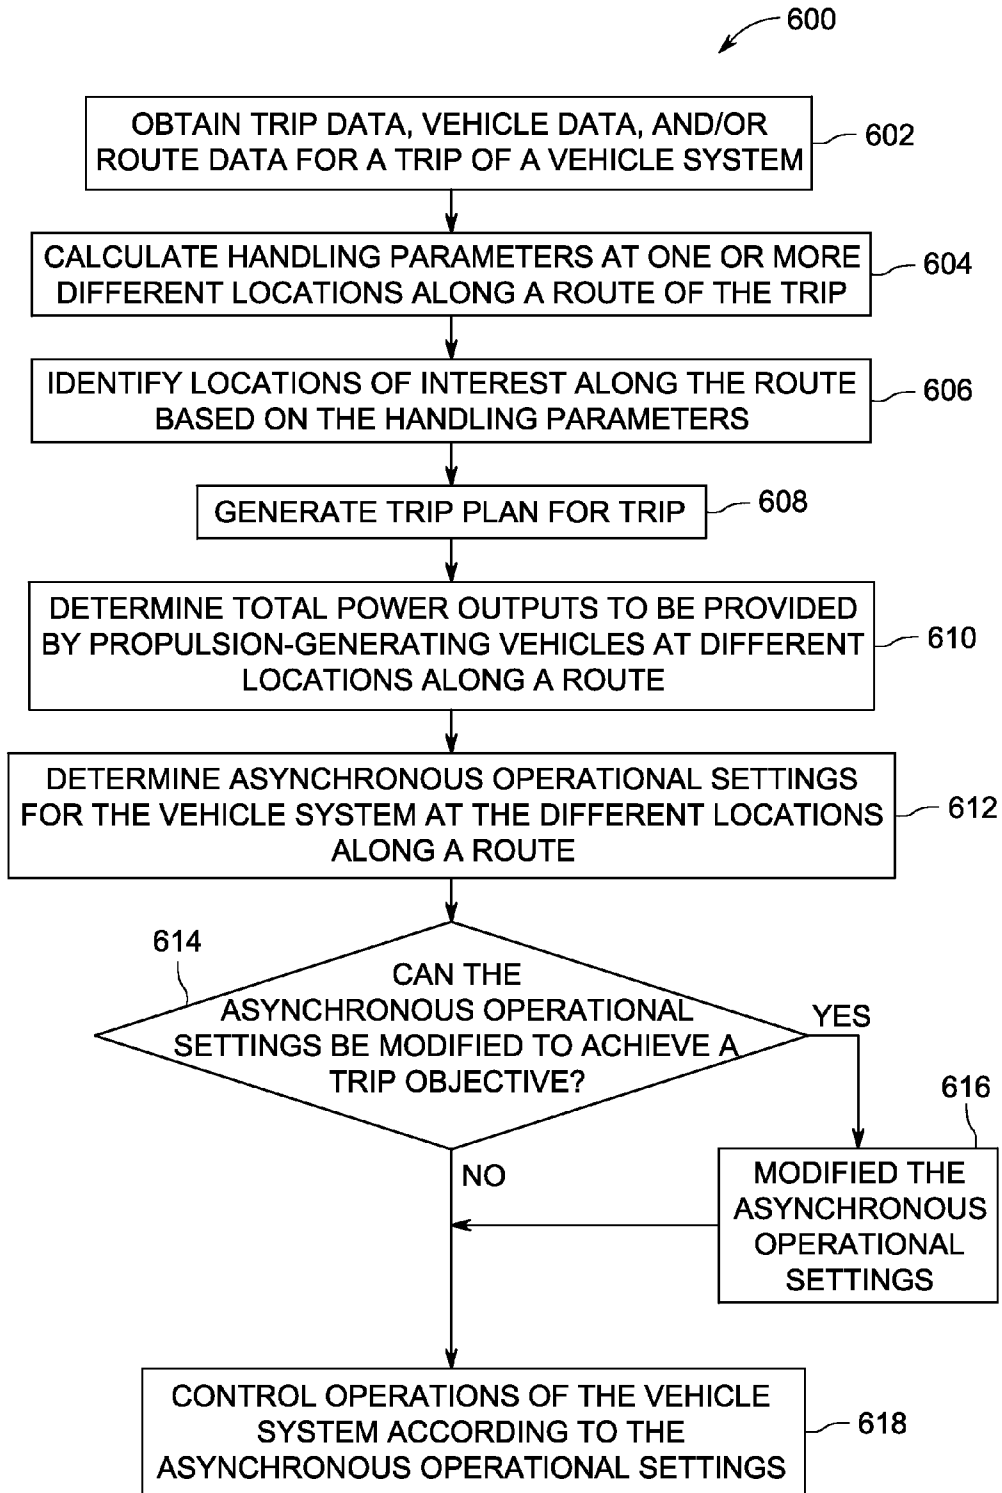 600
OBTAIN TRIP DATA, VEHICLE DATA, AND/OR
ROUTE DATA FOR A TRIP OF A VEHICLE SYSTEM
602
CALCULATE HANDLING PARAMETERS AT ONE OR MORE
DIFFERENT LOCATIONS ALONG A ROUTE OF THE TRIP
604
IDENTIFY LOCATIONS OF INTEREST ALONG THE ROUTE
BASED ON THE HANDLING PARAMETERS
606
GENERATE TRIP PLAN FOR TRIP
608
DETERMINE TOTAL POWER OUTPUTS TO BE PROVIDED
BY PROPULSION-GENERATING VEHICLES AT DIFFERENT
LOCATIONS ALONG A ROUTE
610
DETERMINE ASYNCHRONOUS OPERATIONAL SETTINGS
FOR THE VEHICLE SYSTEM AT THE DIFFERENT LOCATIONS
ALONG A ROUTE
612
614
CAN THE
ASYNCHRONOUS OPERATIONAL
SETTINGS BE MODIFIED TO ACHIEVE A
TRIP OBJECTIVE?
YES
616
MODIFIED THE
ASYNCHRONOUS
OPERATIONAL
SETTINGS
NO
CONTROL OPERATIONS OF THE VEHICLE
SYSTEM ACCORDING TO THE
ASYNCHRONOUS OPERATIONAL SETTINGS
618